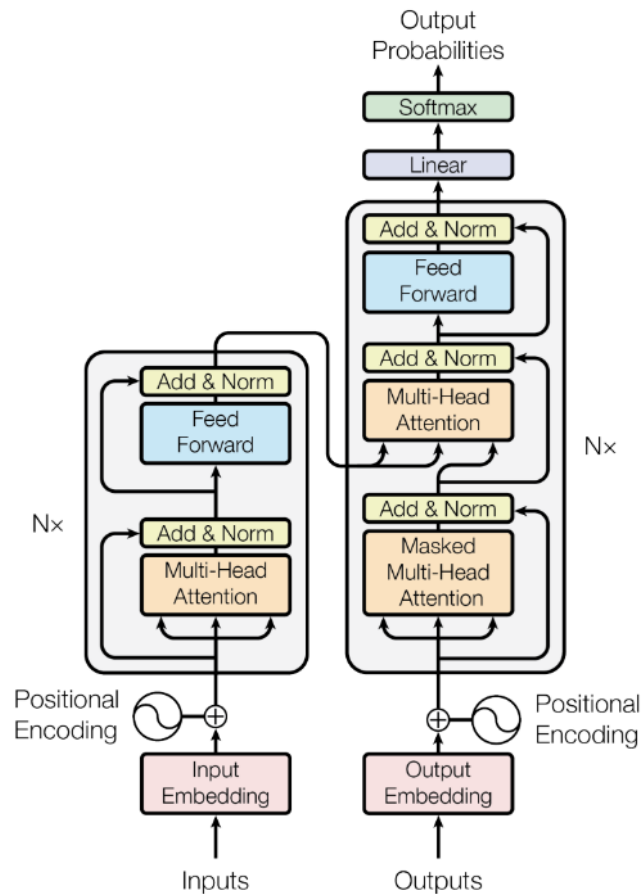 Output
Probabilities
Softmax
Linear
Add & Norm
Feed
Forward
Add & Norm
Multi-Head
Attention
Nx
Add & Norm
Masked
Multi-Head
Attention
Add & Norm
Feed
Forward
Nx
Add & Norm
Multi-Head
Attention
Positional
Encoding
Positional
Encoding
Input
Embedding
Output
Embedding
Inputs
Outputs